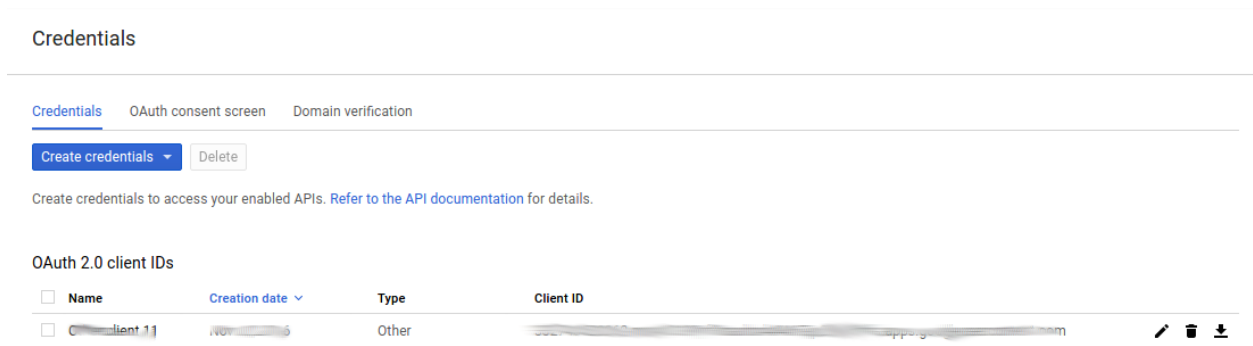 Credentials
Credentials OAuth consent screen Domain verification
Create credentials Delete
Create credentials to access your enabled APIs. Refer to the API documentation for details.
OAuth 2.0 client IDs
Name Creation date Type Client ID
11 Other